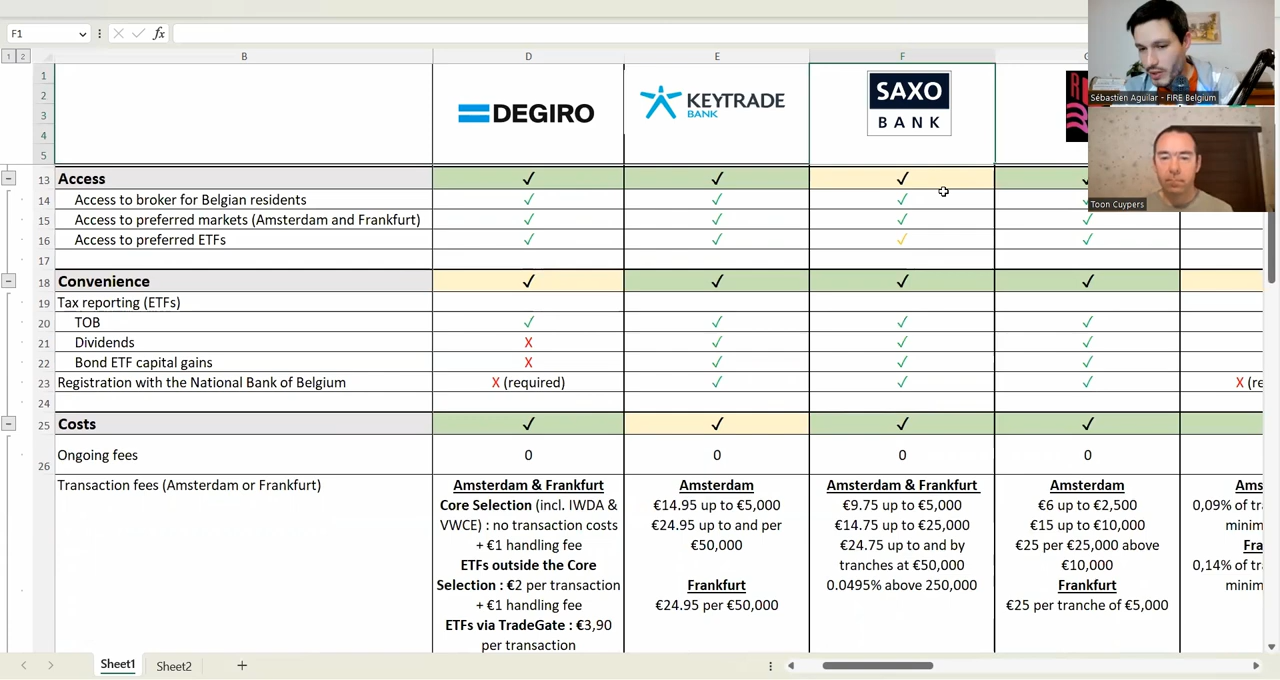 F1
fx
1 2
B D E F
1
2
3
4
5
DEGIRO
KEYTRADE
BANK
SAXO
BANK
Sébastien Aguilar - FIRE Belgium
Toon Cuypers
13 Access ✓ ✓ ✓
14 Access to broker for Belgian residents ✓ ✓ ✓
15 Access to preferred markets (Amsterdam and Frankfurt) ✓ ✓ ✓ ✓
16 Access to preferred ETFs ✓ ✓ ✓ ✓
17
18 Convenience ✓ ✓ ✓ ✓
19 Tax reporting (ETFs)
20 TOB ✓ ✓ ✓ ✓
21 Dividends X ✓ ✓ ✓
22 Bond ETF capital gains X ✓ ✓ ✓
23 Registration with the National Bank of Belgium X (required) ✓ ✓ ✓ X (re
24
25 Costs ✓ ✓ ✓ ✓
26 Ongoing fees 0 0 0 0
Transaction fees (Amsterdam or Frankfurt)
Amsterdam & Frankfurt
Core Selection (incl. IWDA &
VWCE) : no transaction costs
+ €1 handling fee
ETFs outside the Core
Selection : €2 per transaction
+ €1 handling fee
ETFs via TradeGate : €3,90
per transaction
Amsterdam
€14.95 up to €5,000
€24.95 up to and per
€50,000
Frankfurt
€24.95 per €50,000
Amsterdam & Frankfurt
€9.75 up to €5,000
€14.75 up to €25,000
€24.75 up to and by
tranches at €50,000
0.0495% above 250,000
Amsterdam
€6 up to €2,500
€15 up to €10,000
€25 per €25,000 above
€10,000
Frankfurt
€25 per tranche of €5,000
Ams
0,09% of tr
minim
Fra
0,14% of tr
minim
Sheet1 Sheet2 +